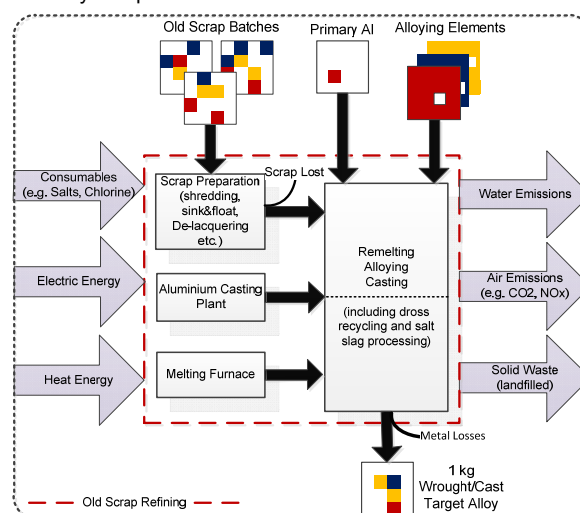 Old Scrap Batches
Primary Al
Alloying Elements
Scrap Lost
Consumables
(e.g. Salts, Chlorine)
Scrap Preparation
(shredding,
sink&float,
De-lacquering
etc.)
Water Emissions
Remelting
Alloying
Casting
Electric Energy
Aluminium Casting
Plant
Air Emissions
(e.g. CO2, NOx)
(including dross
recycling and salt
slag processing)
Heat Energy
Melting Furnace
Solid Waste
(landfilled)
Metal Losses
1 kg
Wrought/Cast
Target Alloy
Old Scrap Refining